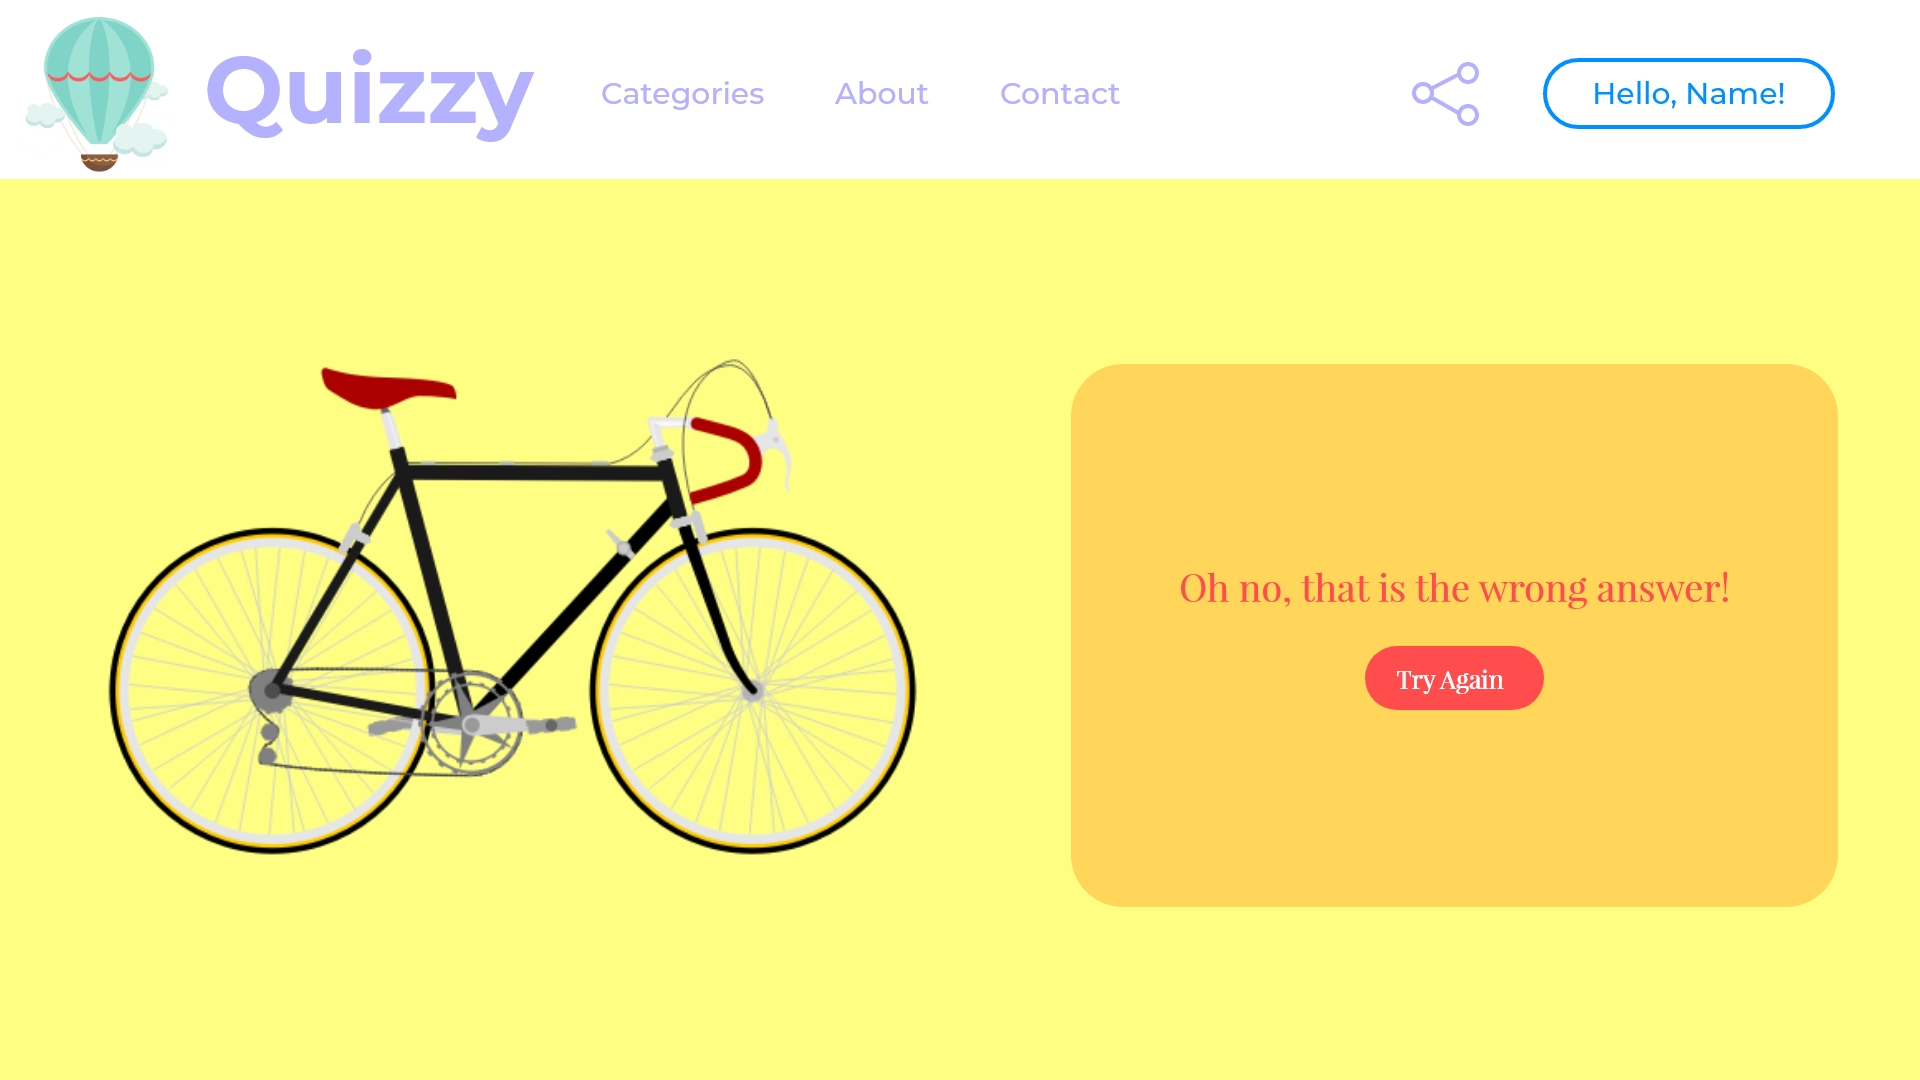 Quizzy
Categories
About
Contact
Hello, Name!
Oh no, that is the wrong answer!
Try Again